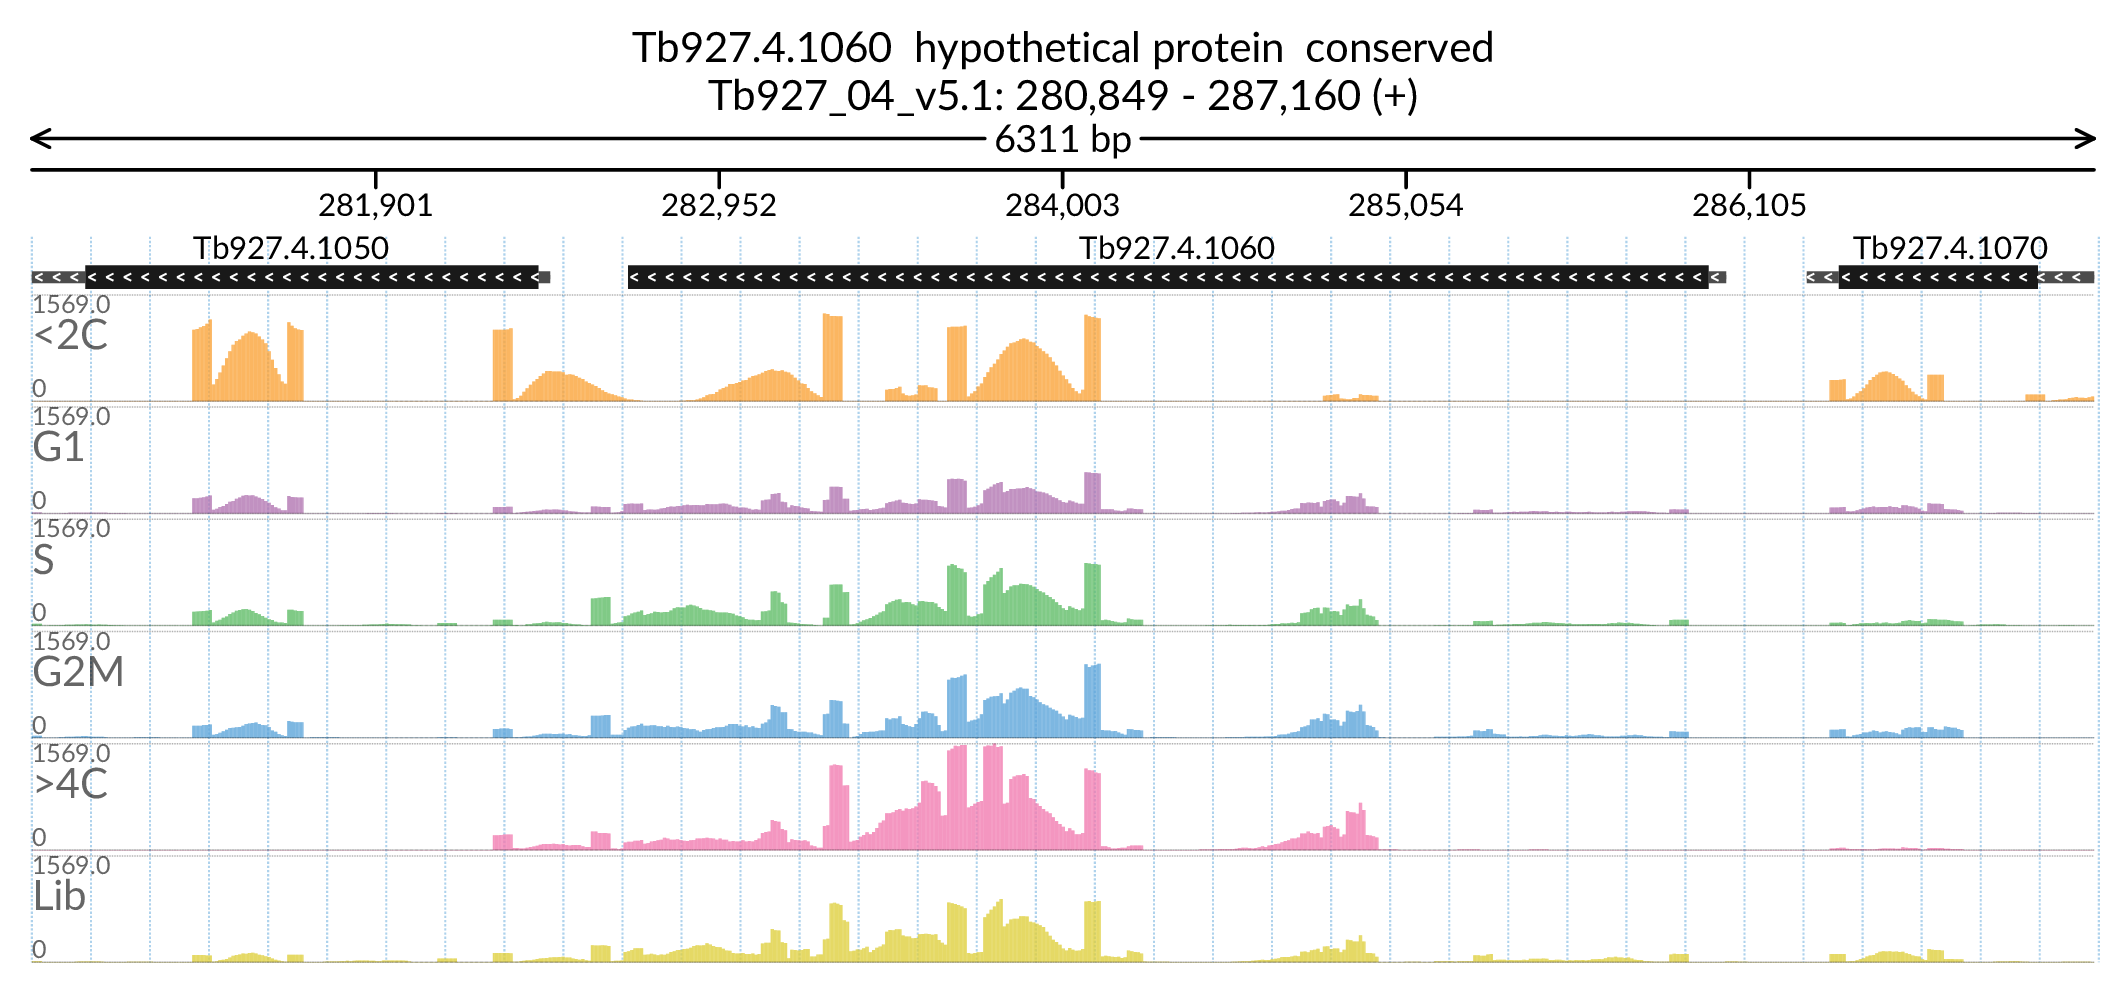 Tb927.4.1060  hypothetical protein  conserved
Tb927_04_v5.1: 280,849 - 287,160 (+)
6311 bp
281,901 282,952 284,003 285,054 286,105
Tb927.4.1050 Tb927.4.1060 Tb927.4.1070
1569.0
<2C
0
1569.0
G1
0
1569.0
S
0
1569.0
G2M
0
1569.0
>4C
0
1569.0
Lib
0